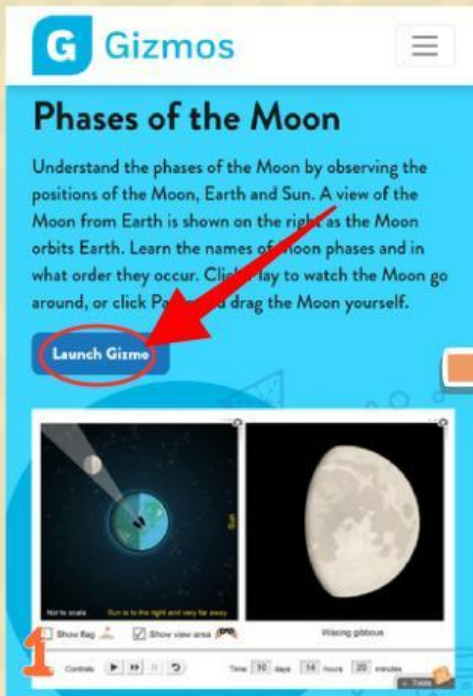 G Gizmos
Phases of the Moon
Understand the phases of the Moon by observing the
positions of the Moon, Earth and Sun. A view of the
Moon from Earth is shown on the right as the Moon
orbits Earth. Learn the names of moon phases and in
what order they occur. Click to watch the Moon go
around, or click drag the Moon yourself.
Launch Gizmo
Sun
Not to scale
Sun is to the right and very far away.
Show flag
Show view area
Waxing gibbous
1
Controls:
Time: 10 days 14 hours 20 minutes
Tools